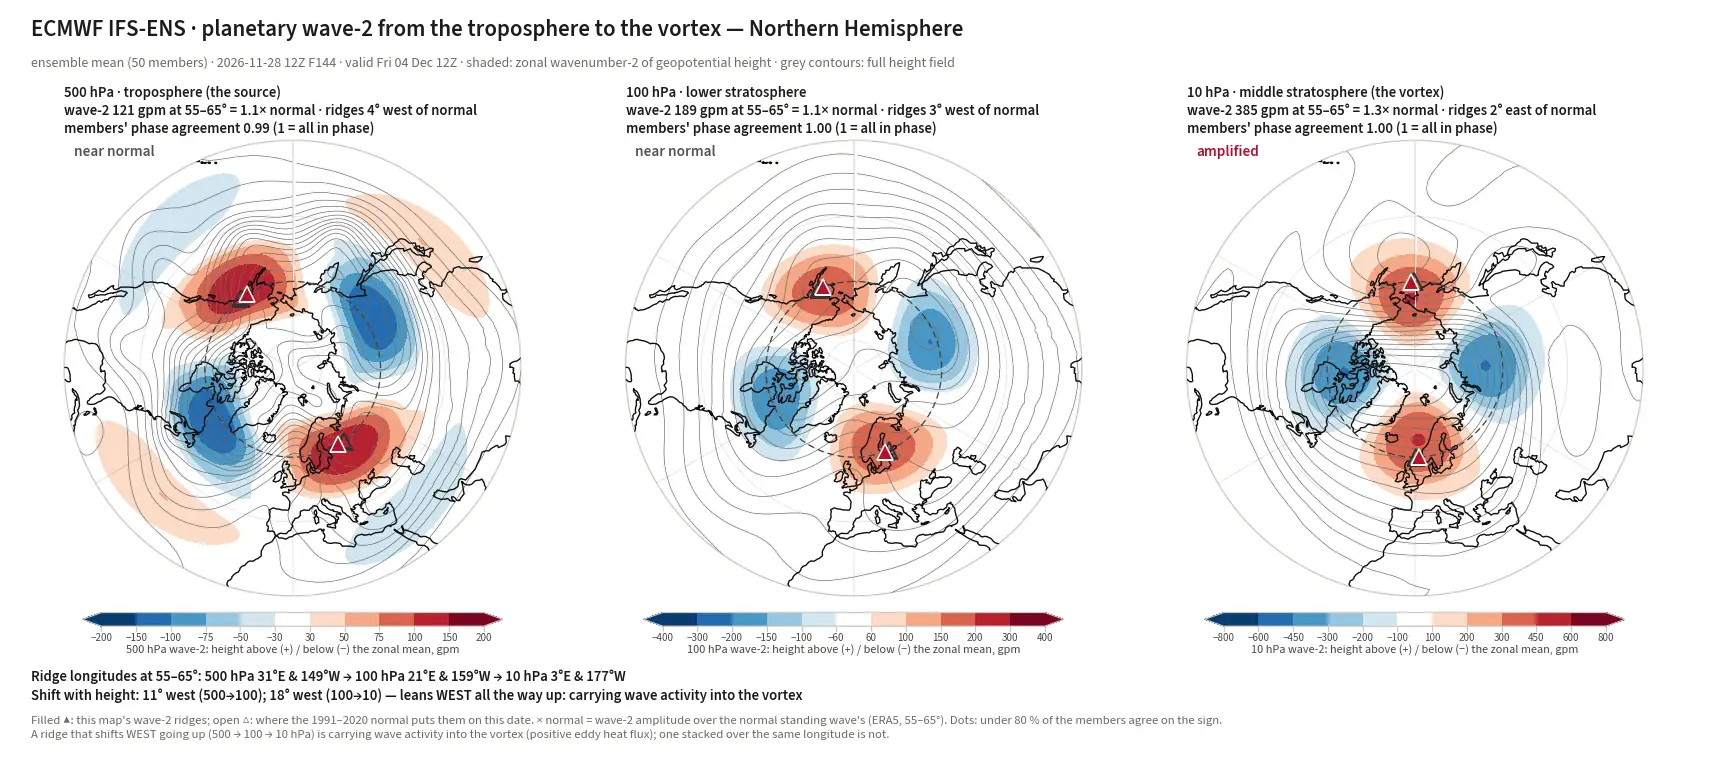 ECMWF IFS-ENS · planetary wave-2 from the troposphere to the vortex — Northern Hemisphere
ensemble mean (50 members) · 2026-11-28 12Z F144 · valid Fri 04 Dec 12Z · shaded: zonal wavenumber-2 of geopotential height · grey contours: full height field
500 hPa · troposphere (the source)
wave-2 121 gpm at 55–65° = 1.1× normal · ridges 4° west of normal
members' phase agreement 0.99 (1 = all in phase)
near normal
100 hPa · lower stratosphere
wave-2 189 gpm at 55–65° = 1.1× normal · ridges 3° west of normal
members' phase agreement 1.00 (1 = all in phase)
near normal
10 hPa · middle stratosphere (the vortex)
wave-2 385 gpm at 55–65° = 1.3× normal · ridges 2° east of normal
members' phase agreement 1.00 (1 = all in phase)
amplified
−200 −150 −100 −75 −50 −30 30 50 75 100 150 200
500 hPa wave-2: height above (+) / below (−) the zonal mean, gpm
−400 −300 −200 −150 −100 −60 60 100 150 200 300 400
100 hPa wave-2: height above (+) / below (−) the zonal mean, gpm
−800 −600 −450 −300 −200 −100 100 200 300 450 600 800
10 hPa wave-2: height above (+) / below (−) the zonal mean, gpm
Ridge longitudes at 55–65°: 500 hPa 31°E & 149°W → 100 hPa 21°E & 159°W → 10 hPa 3°E & 177°W
Shift with height: 11° west (500→100); 18° west (100→10) — leans WEST all the way up: carrying wave activity into the vortex
Filled ▲: this map's wave-2 ridges; open △: where the 1991–2020 normal puts them on this date. × normal = wave-2 amplitude over the normal standing wave's (ERA5, 55–65°). Dots: under 80 % of the members agree on the sign.
A ridge that shifts WEST going up (500 → 100 → 10 hPa) is carrying wave activity into the vortex (positive eddy heat flux); one stacked over the same longitude is not.